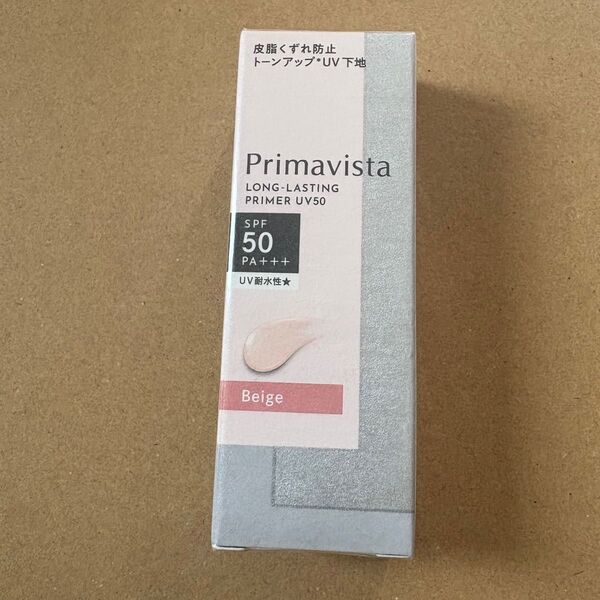 皮脂くずれ防止
トーンアップ*UV下地
Primavista
LONG-LASTING
PRIMER UV50
SPF
50
PA+++
UV耐水性★
Beige